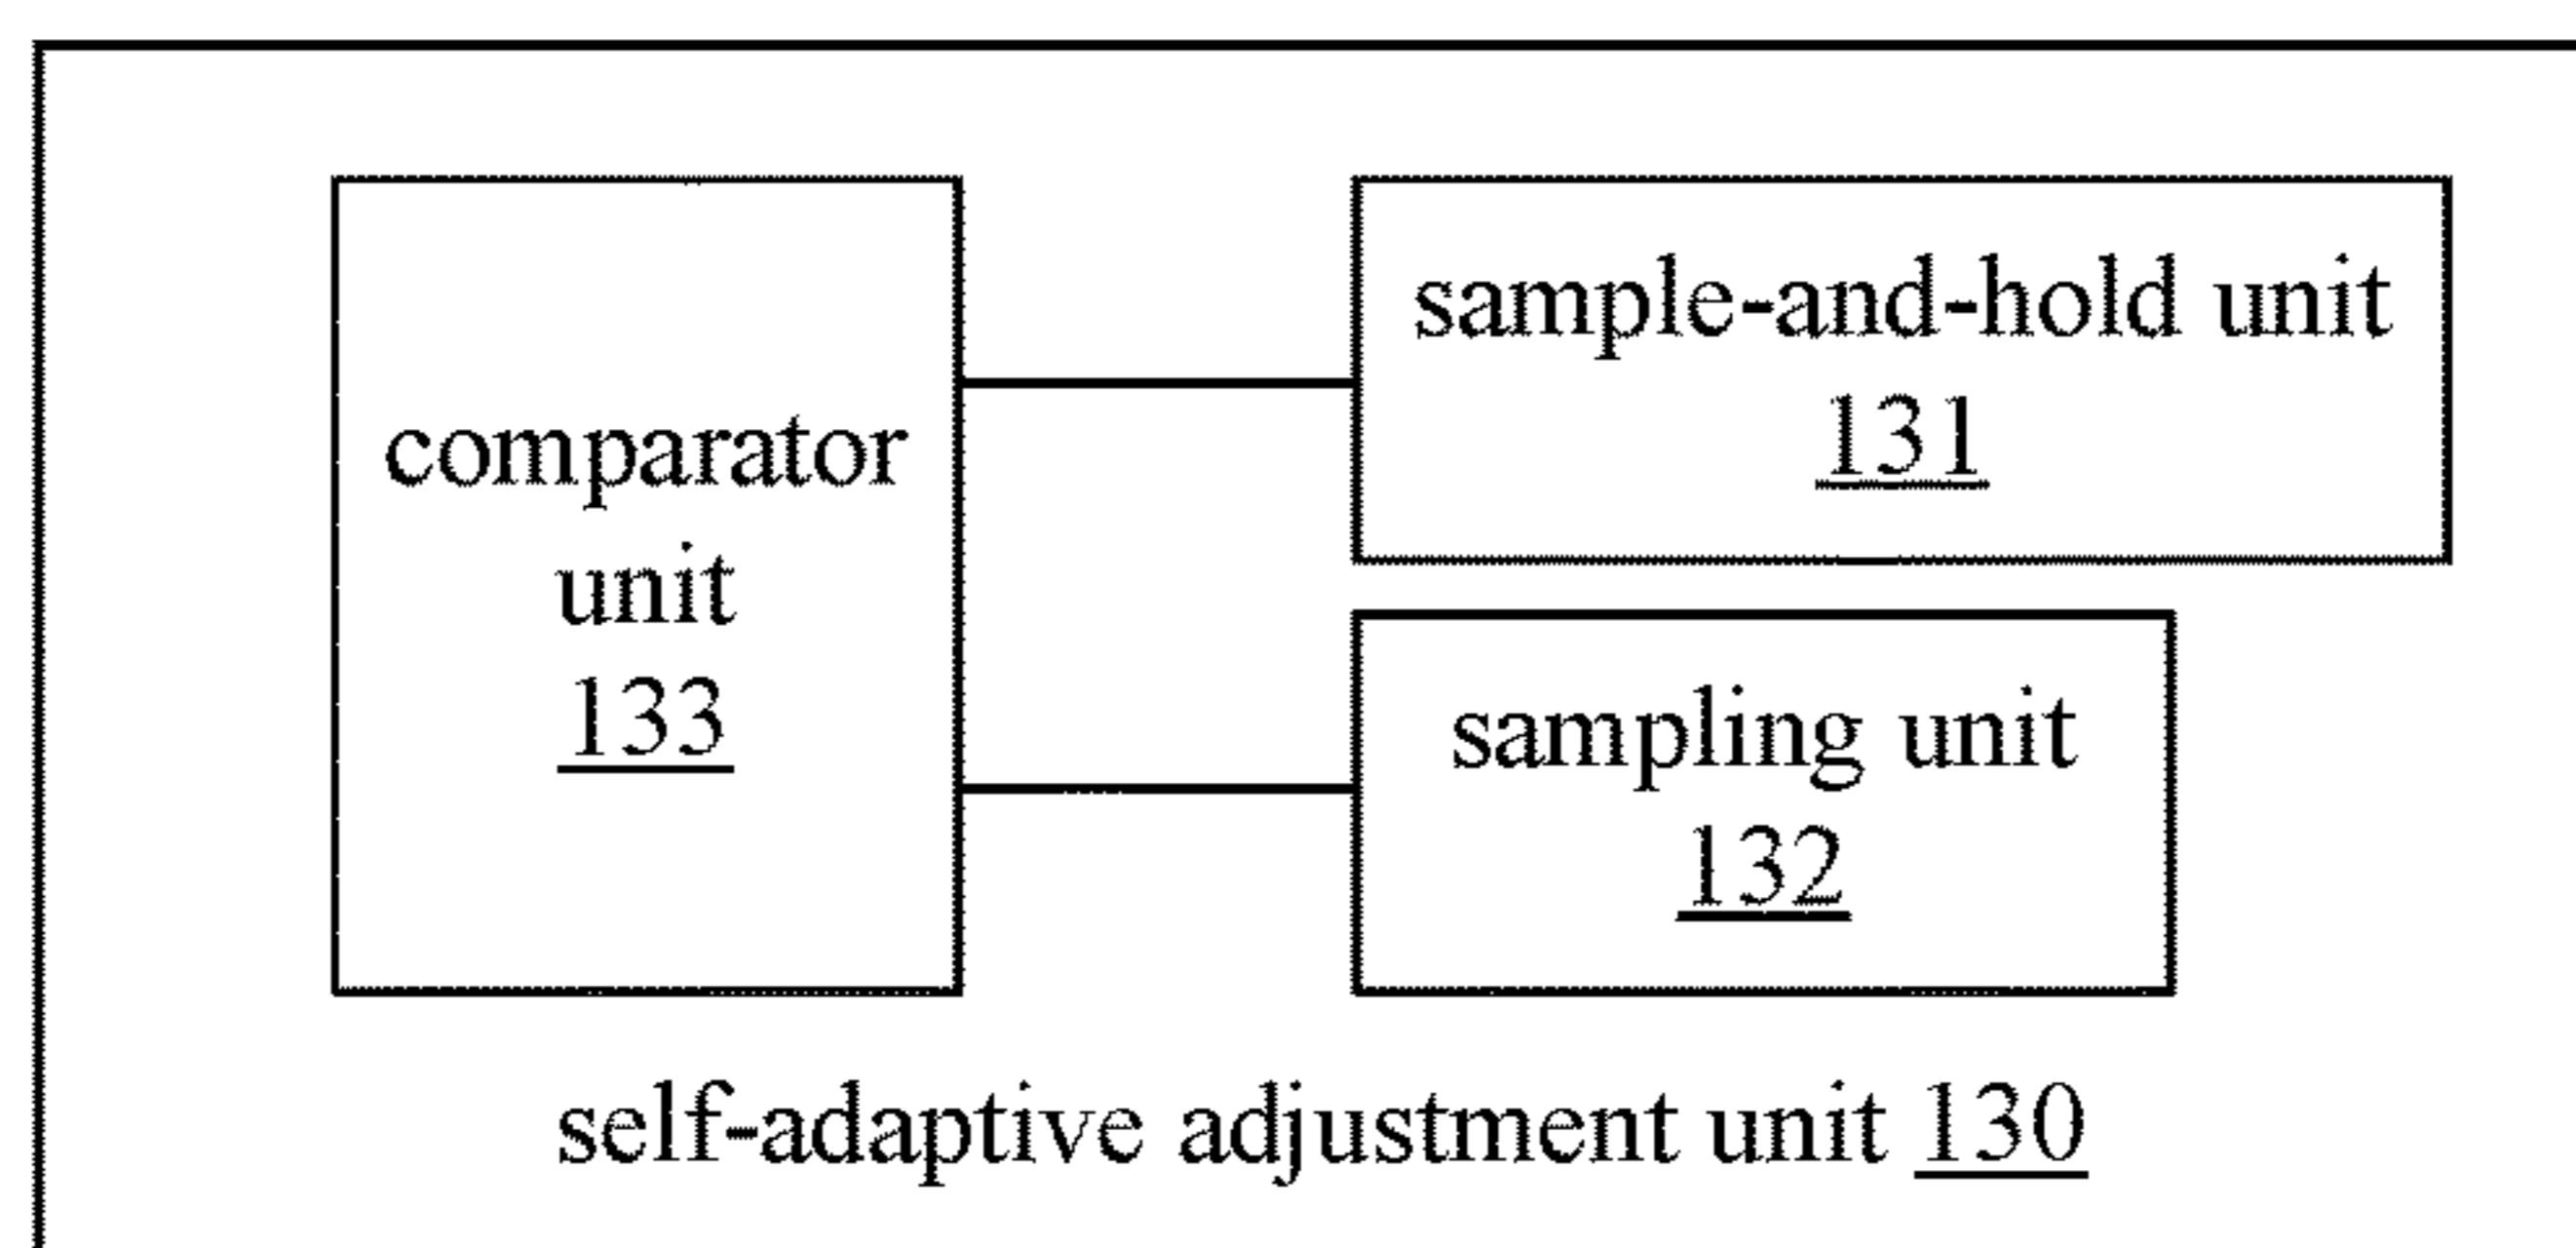 comparator
unit
133
sample-and-hold unit
131
sampling unit
132
self-adaptive adjustment unit 130